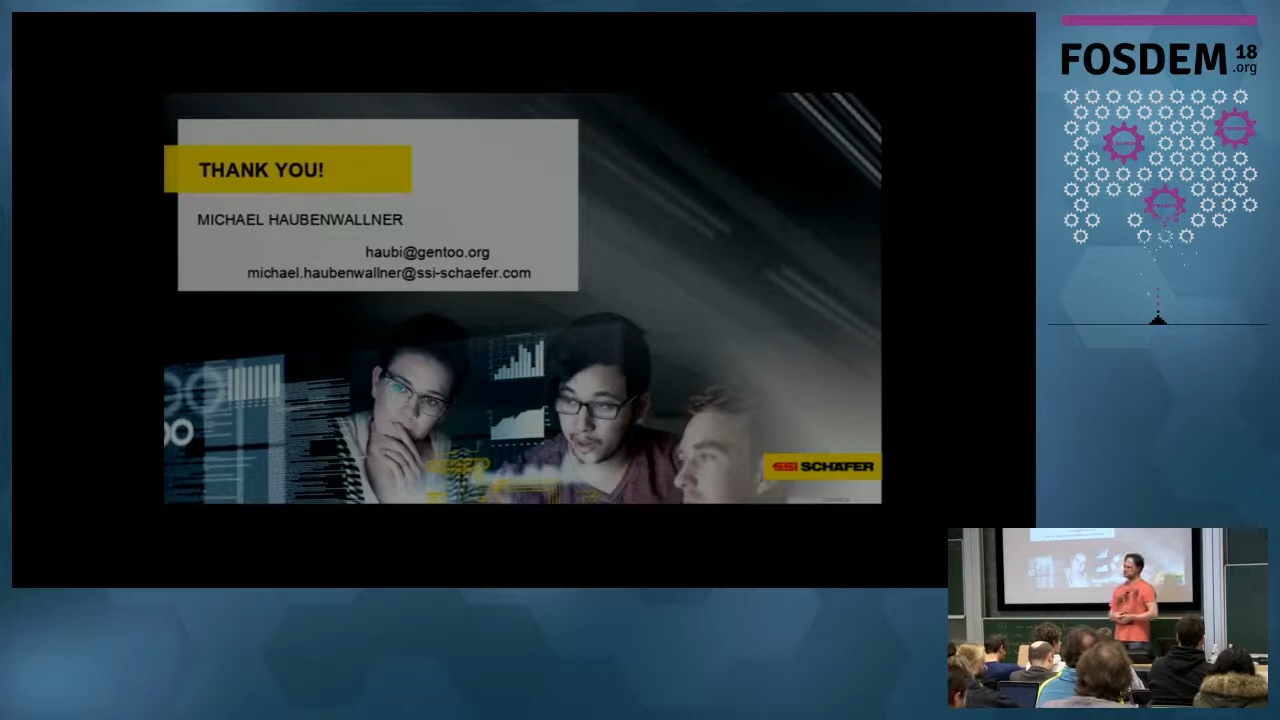 THANK YOU!
MICHAEL HAUBENWALLNER
haubi@gentoo.org
michael.haubenwallner@ssi-schaefer.com
SSI SCHÄFER
FOSDEM 18
.org